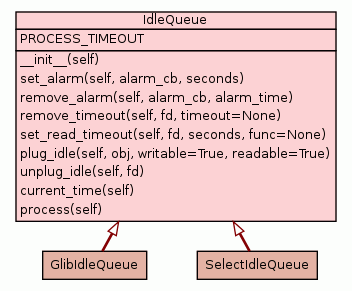 IdleQueue
PROCESS_TIMEOUT
__init__(self)
set_alarm(self, alarm_cb, seconds)
remove_alarm(self, alarm_cb, alarm_time)
remove_timeout(self, fd, timeout=None)
set_read_timeout(self, fd, seconds, func=None)
plug_idle(self, obj, writable=True, readable=True)
unplug_idle(self, fd)
current_time(self)
process(self)
GlibIdleQueue SelectIdleQueue